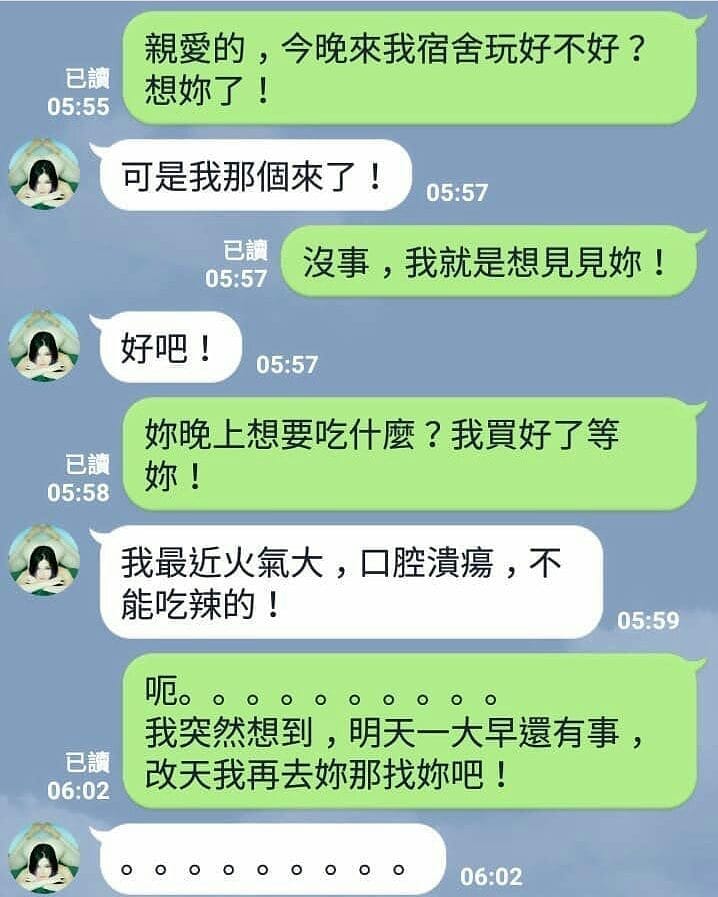 親愛的，今晚來我宿舍玩好不好？
想妳了！
已讀
05:55
可是我那個來了！
05:57
已讀
05:57
沒事，我就是想見見妳！
好吧！
05:57
妳晚上想要吃什麼？我買好了等
妳！
已讀
05:58
我最近火氣大，口腔潰瘍，不
能吃辣的！
05:59
呃。。。。。。。。。。
我突然想到，明天一大早還有事，
改天我再去妳那找妳吧！
已讀
06:02
。。。。。。。。。
06:02